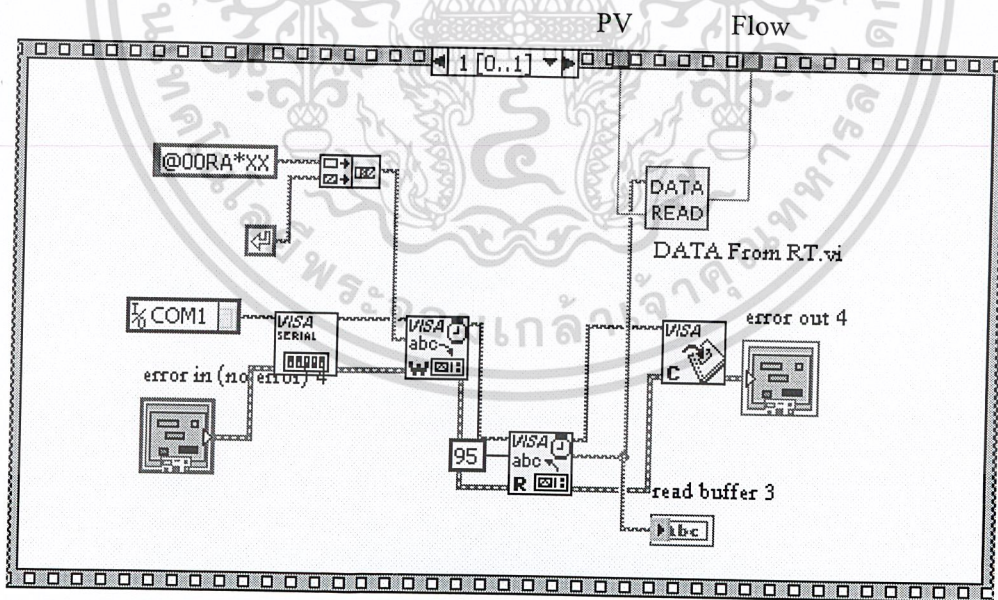 PV
Flow
1 [0..1]
@00RA*XX
DATA
READ
DATA From RT.vi
COM1
VISA
SERIAL
VISA
abc
W
VISA
C
error out 4
error in (no error) 4
95
VISA
abc
R
read buffer 3
abc